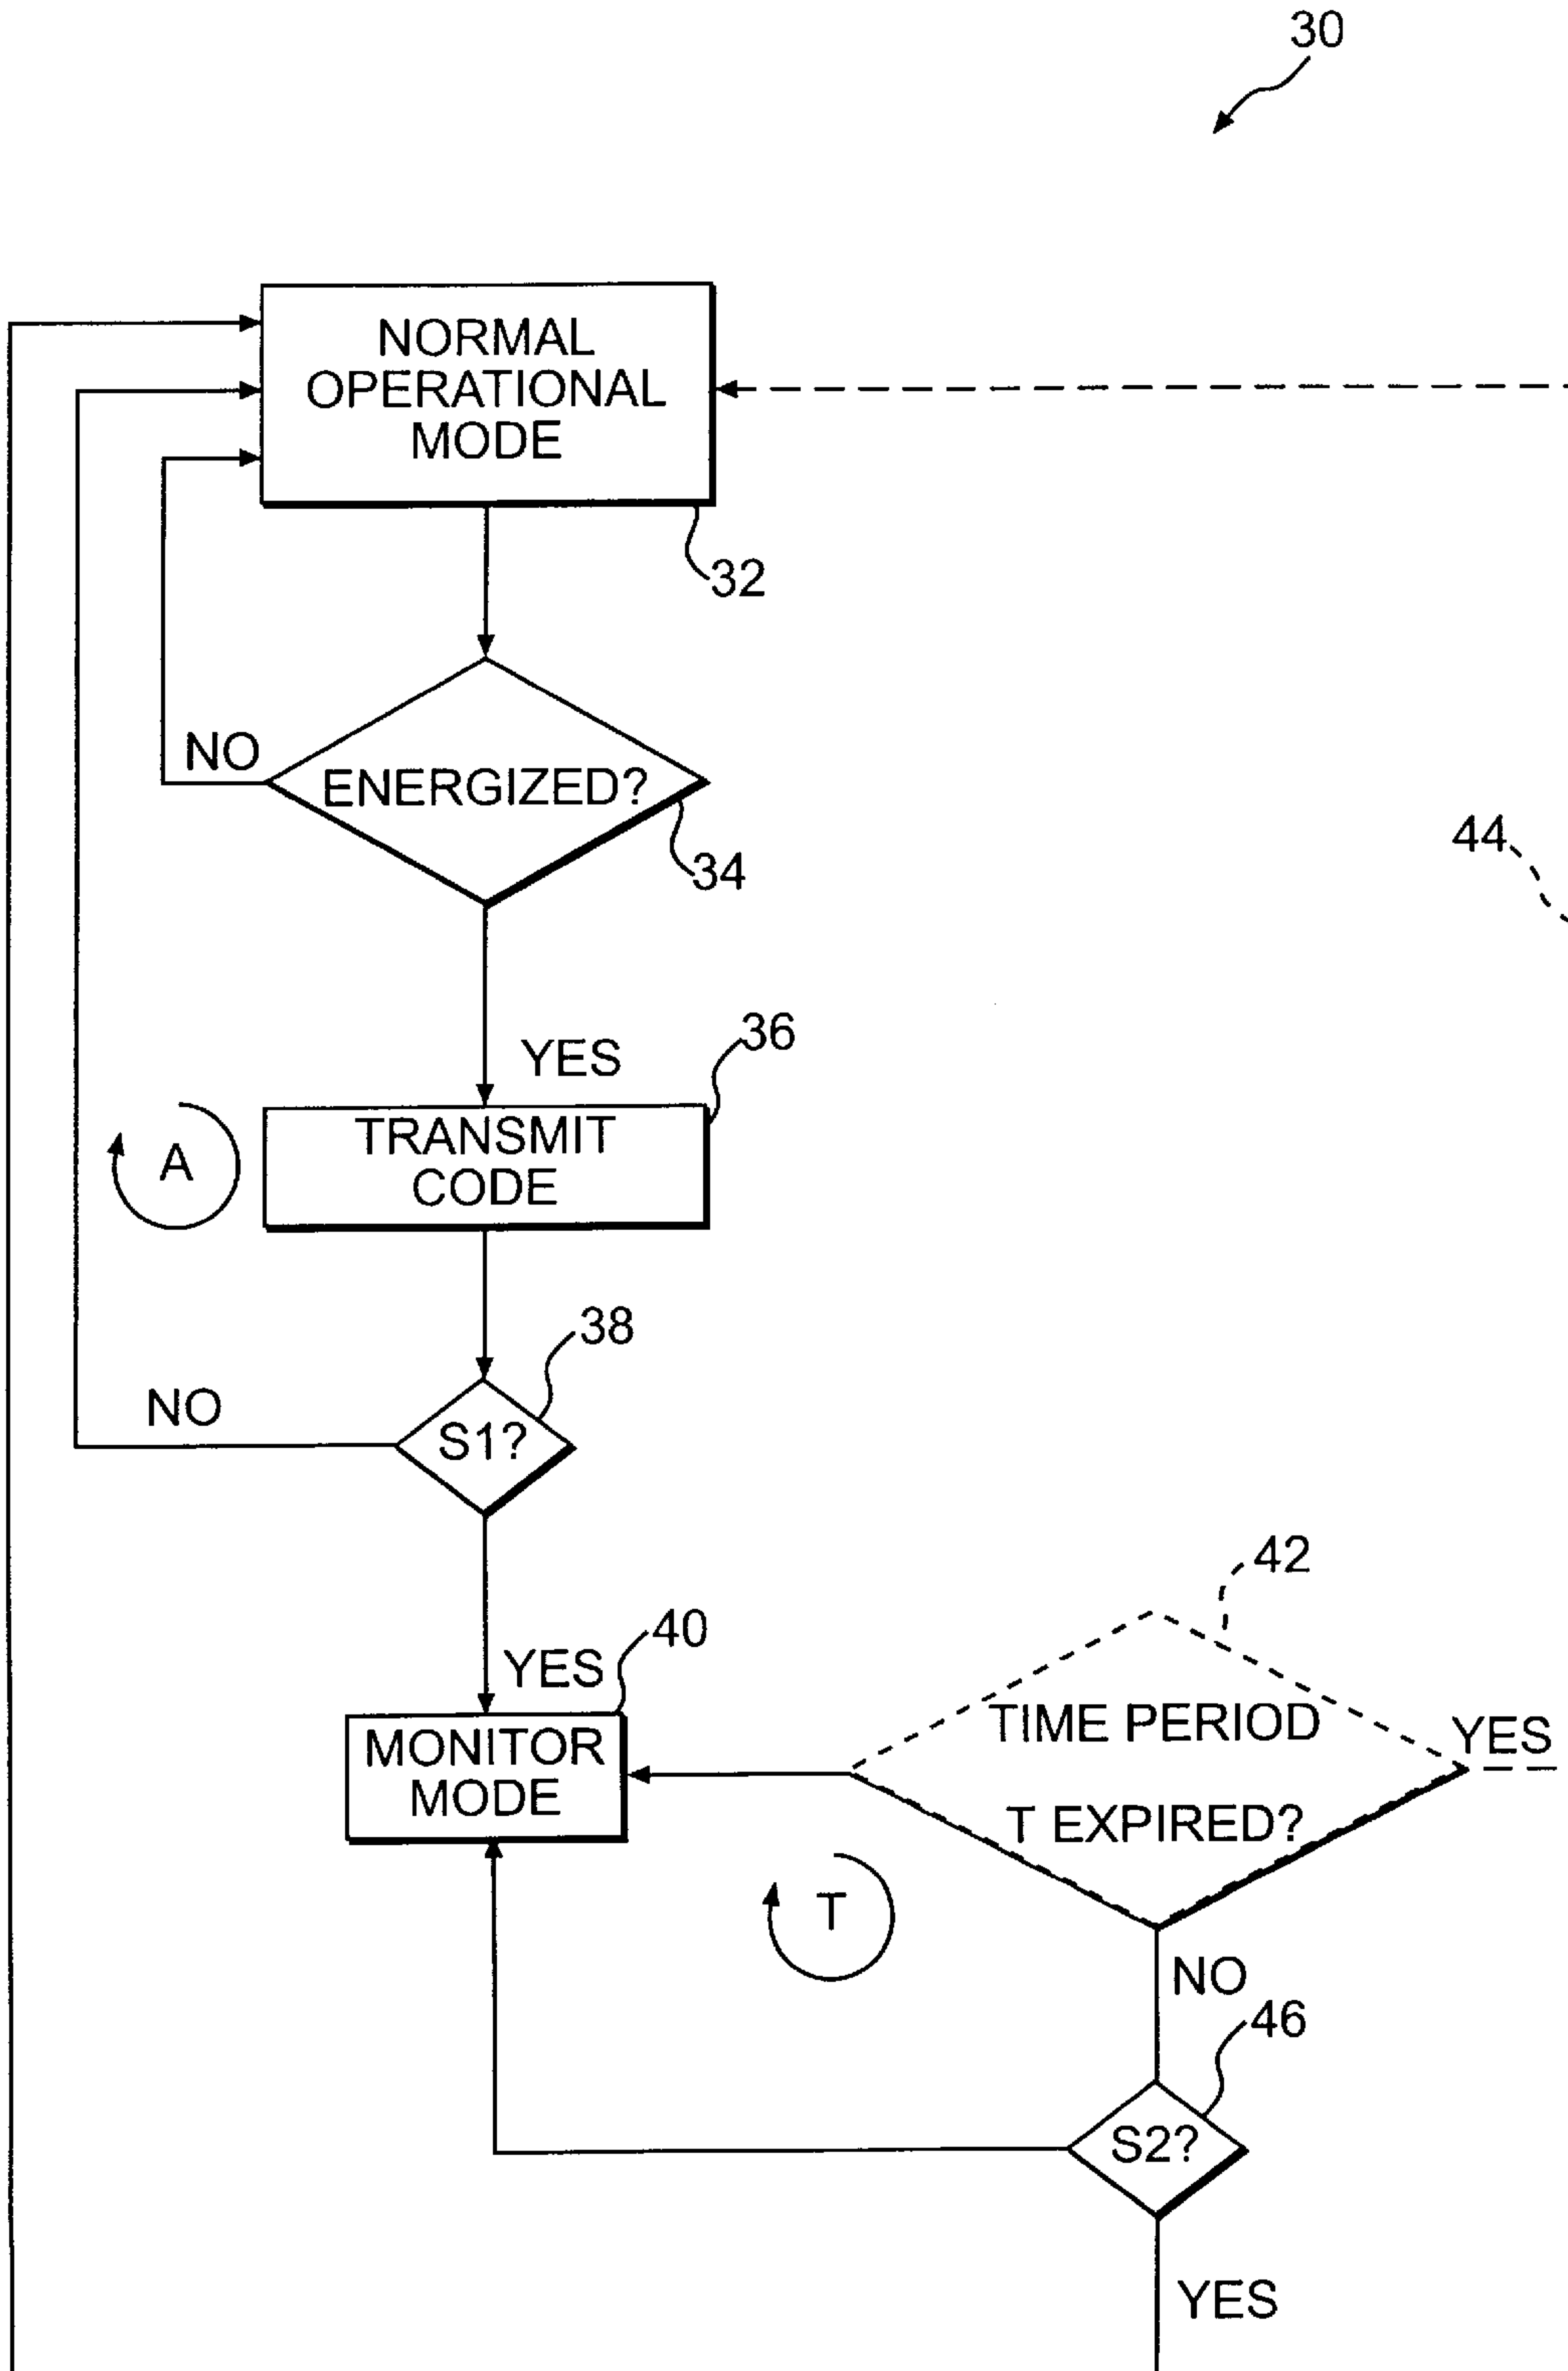 30
NORMAL
OPERATIONAL
MODE
32
NO
ENERGIZED?
34
44
YES
36
TRANSMIT
CODE
A
38
NO
S1?
42
40
YES
TIME PERIOD
YES
MONITOR
MODE
T EXPIRED?
T
NO
46
S2?
YES